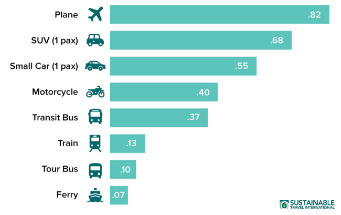 Plane .82
SUV (1 pax) .68
Small Car (1 pax) .55
Motorcycle .40
Transit Bus .37
Train .13
Tour Bus .10
Ferry .07
SUSTAINABLE
TRAVEL INTERNATIONAL